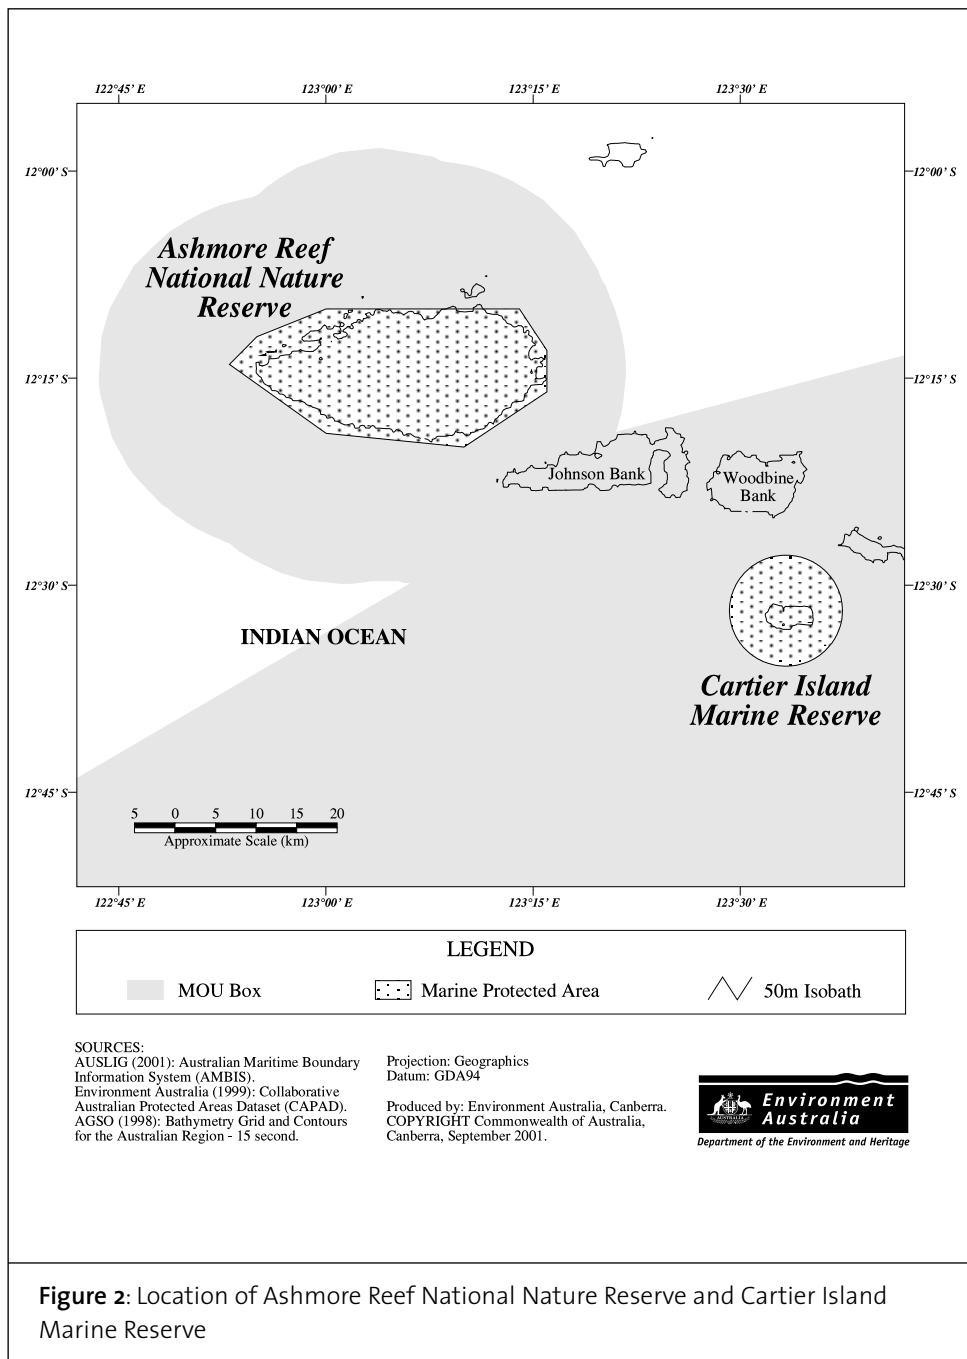 122°45’ E 123°00’ E 123°15’ E 123°30’ E
12°00’ S 12°00’ S
Ashmore Reef
National Nature
Reserve
12°15’ S 12°15’ S
Johnson Bank
Woodbine
Bank
12°30’ S 12°30’ S
INDIAN OCEAN
Cartier Island
Marine Reserve
12°45’ S 12°45’ S
5 0 5 10 15 20
Approximate Scale (km)
122°45’ E 123°00’ E 123°15’ E 123°30’ E
LEGEND
MOU Box Marine Protected Area 50m Isobath
SOURCES:
AUSLIG (2001): Australian Maritime Boundary
Information System (AMBIS).
Environment Australia (1999): Collaborative
Australian Protected Areas Dataset (CAPAD).
AGSO (1998): Bathymetry Grid and Contours
for the Australian Region - 15 second.
Projection: Geographics
Datum: GDA94
Produced by: Environment Australia, Canberra.
COPYRIGHT Commonwealth of Australia,
Canberra, September 2001.
Environment
Australia
AUSTRALIA
Department of the Environment and Heritage
Figure 2: Location of Ashmore Reef National Nature Reserve and Cartier Island
Marine Reserve